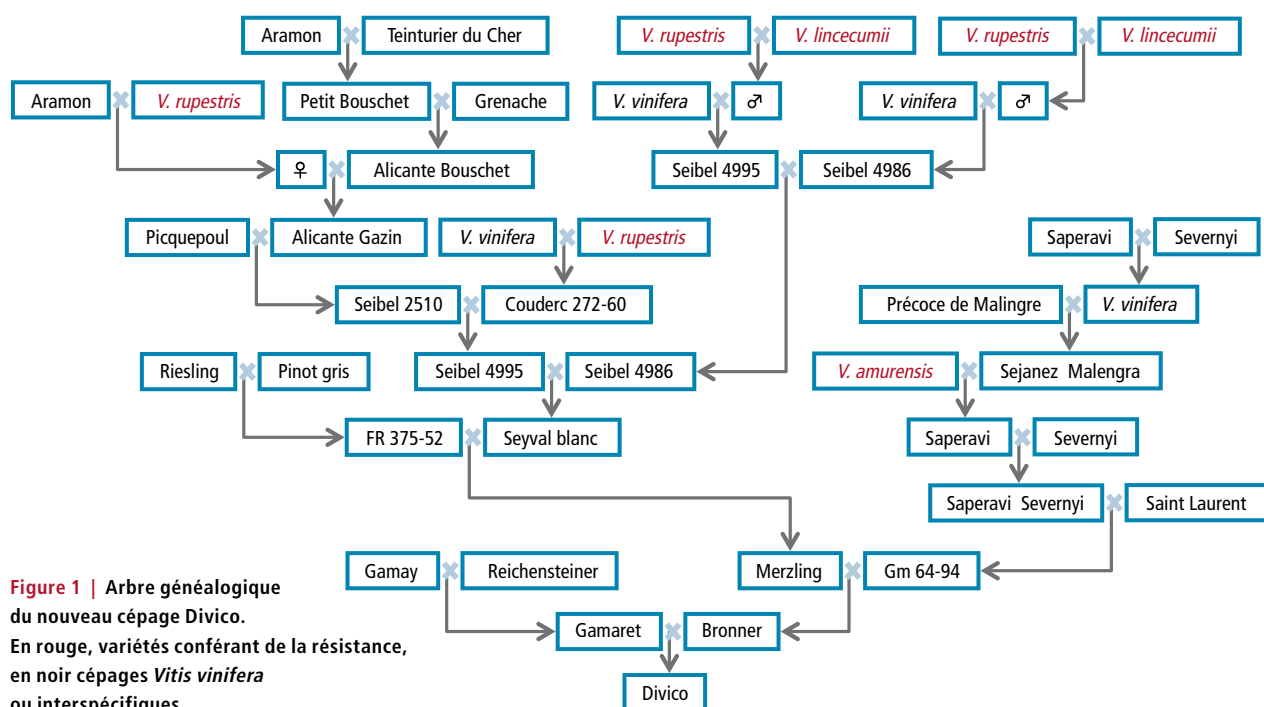 Aramon Teinturier du Cher V. rupestris V. lincecumii V. rupestris V. lincecumii
Aramon V. rupestris Petit Bouschet Grenache V. vinifera ♂ V. vinifera ♂
♀ Alicante Bouschet Seibel 4995 Seibel 4986
Picquepoul Alicante Gazin V. vinifera V. rupestris Saperavi Severnyi
Seibel 2510 Couderc 272-60 Précoce de Malingre V. vinifera
Riesling Pinot gris Seibel 4995 Seibel 4986 V. amurensis Sejanez Malengra
FR 375-52 Seyval blanc Saperavi Severnyi
Saperavi Severnyi Saint Laurent
Gamay Reichensteiner Merzling Gm 64-94
Gamaret Bronner
Divico
Figure 1 | Arbre généalogique
du nouveau cépage Divico.
En rouge, variétés conférant de la résistance,
en noir cépages Vitis vinifera
ou interspécifiques